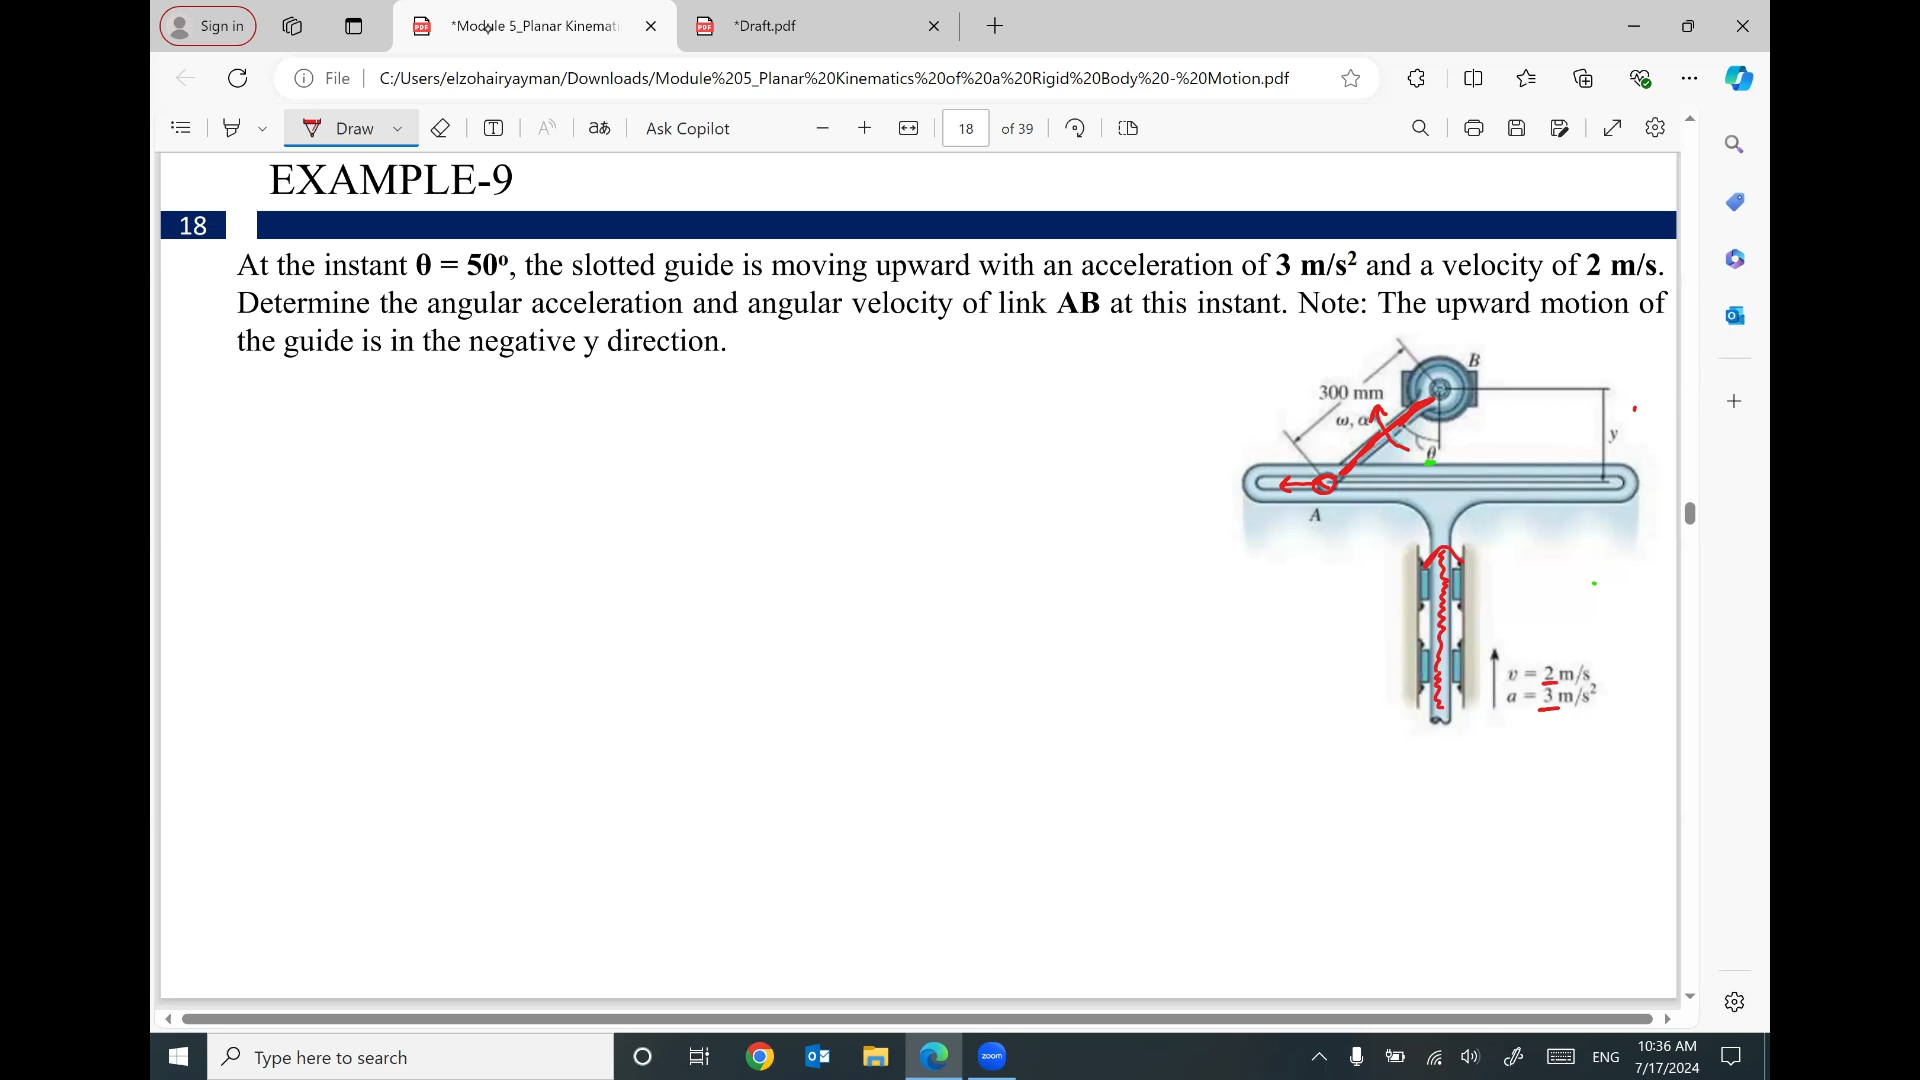 Sign in
*Module 5_Planar Kinemati
*Draft.pdf
File
C:/Users/elzohairyayman/Downloads/Module%205_Planar%20Kinematics%20of%20a%20Rigid%20Body%20-%20Motion.pdf
Draw
Ask Copilot
18 of 39
EXAMPLE-9
18
At the instant θ = 50º, the slotted guide is moving upward with an acceleration of 3 m/s² and a velocity of 2 m/s.
Determine the angular acceleration and angular velocity of link AB at this instant. Note: The upward motion of
the guide is in the negative y direction.
B
300 mm
ω, α
y
θ
A
v = 2 m/s
a = 3 m/s²
Type here to search
zoom
ENG
10:36 AM
7/17/2024